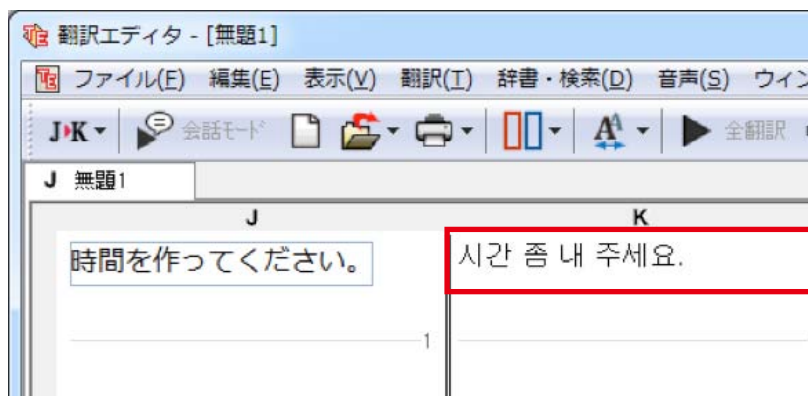 翻訳エディタ - [無題1]
ファイル(F) 編集(E) 表示(V) 翻訳(T) 辞書・検索(D) 音声(S) ウィン
J▸K 会話モード 全翻訳
J 無題1
J K
時間を作ってください。 시간 좀 내 주세요.
1